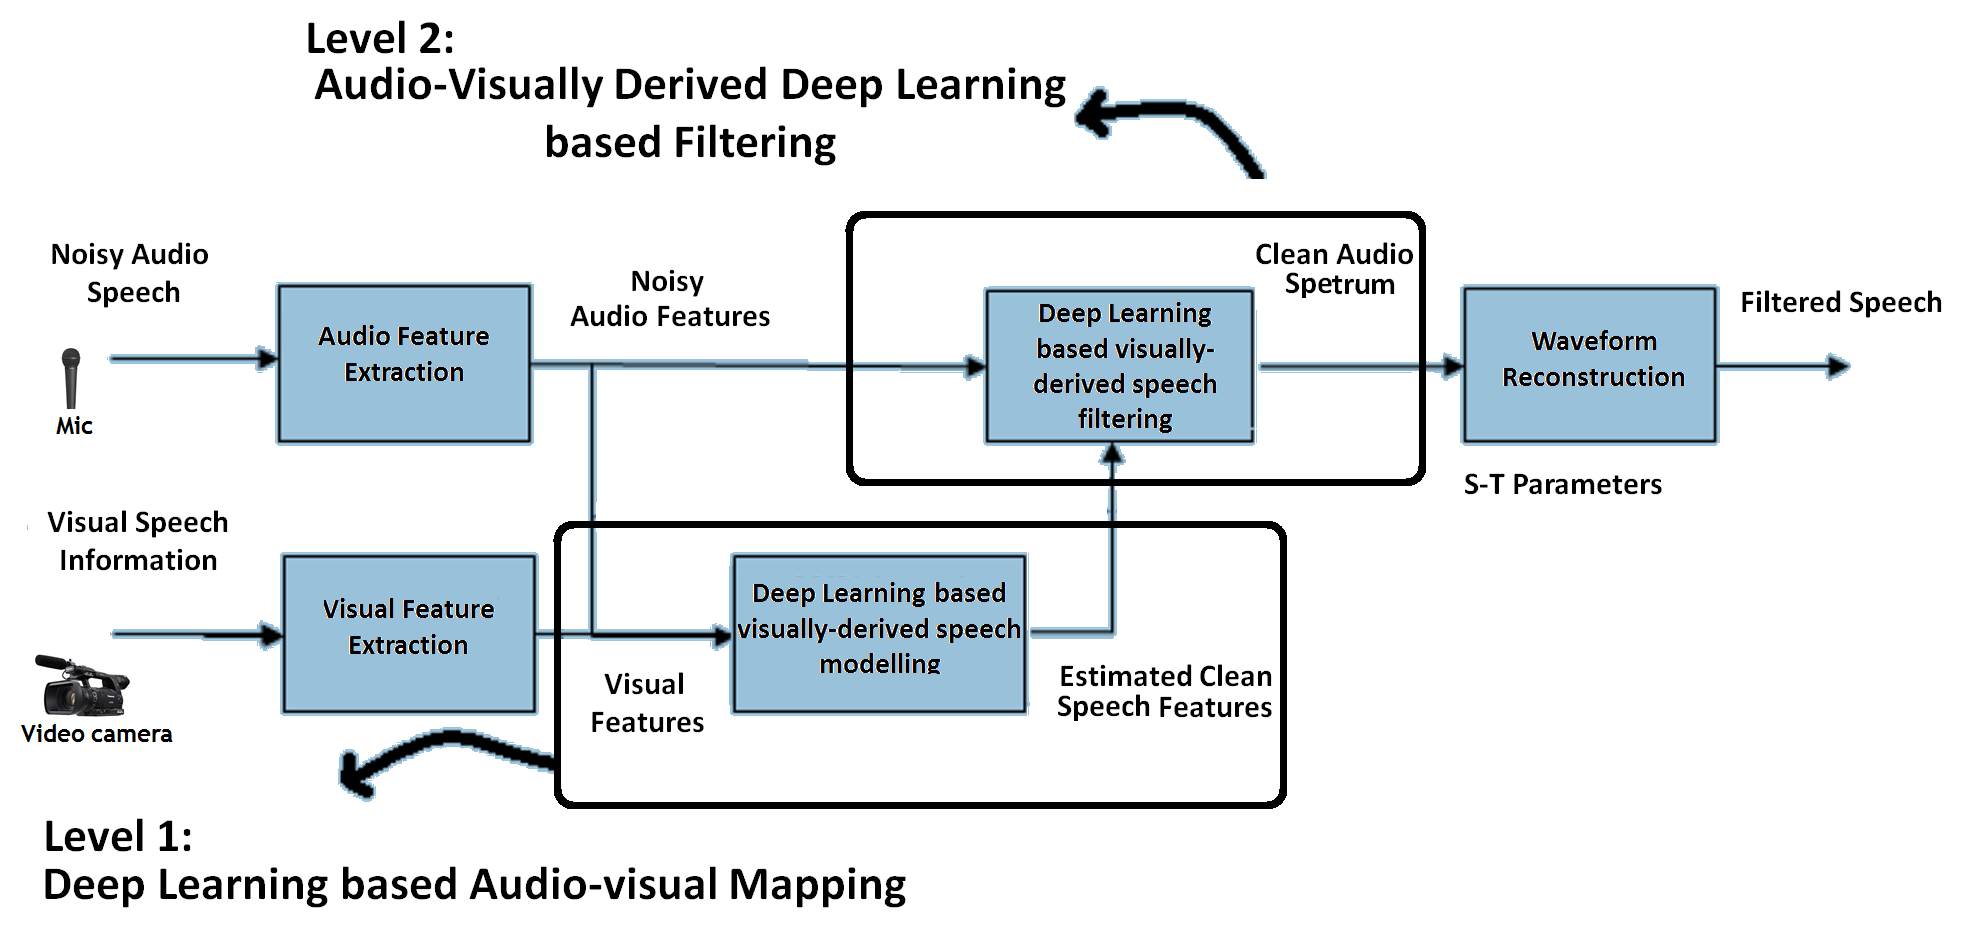 Level 2:
Audio-Visually Derived Deep Learning
based Filtering
Noisy Audio
Speech
Mic
Audio Feature
Extraction
Noisy
Audio Features
Deep Learning
based visually-
derived speech
filtering
Clean Audio
Spetrum
Waveform
Reconstruction
Filtered Speech
S-T Parameters
Visual Speech
Information
Video camera
Visual Feature
Extraction
Visual
Features
Deep Learning based
visually-derived speech
modelling
Estimated Clean
Speech Features
Level 1:
Deep Learning based Audio-visual Mapping